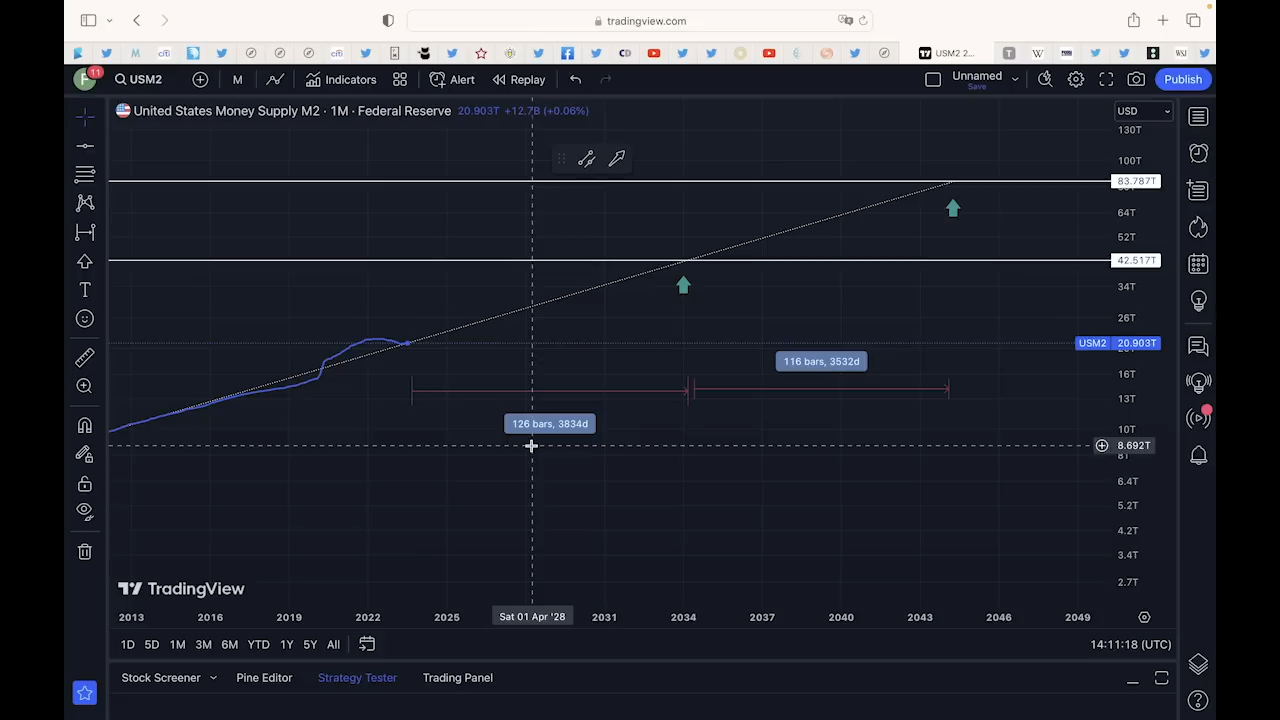 tradingview.com
USM2 2...
11
USM2
M
Indicators
Alert
Replay
Unnamed
Save
Publish
United States Money Supply M2 · 1M · Federal Reserve 20.903T +12.7B (+0.06%)
USD
130T
100T
83.787T
64T
52T
42.517T
34T
26T
USM2 20.903T
16T
13T
10T
8.692T
8T
6.4T
5.2T
4.2T
3.4T
2.7T
116 bars, 3532d
126 bars, 3834d
TradingView
2013 2016 2019 2022 2025 Sat 01 Apr '28 2031 2034 2037 2040 2043 2046 2049
1D 5D 1M 3M 6M YTD 1Y 5Y All
14:11:18 (UTC)
Stock Screener Pine Editor Strategy Tester Trading Panel